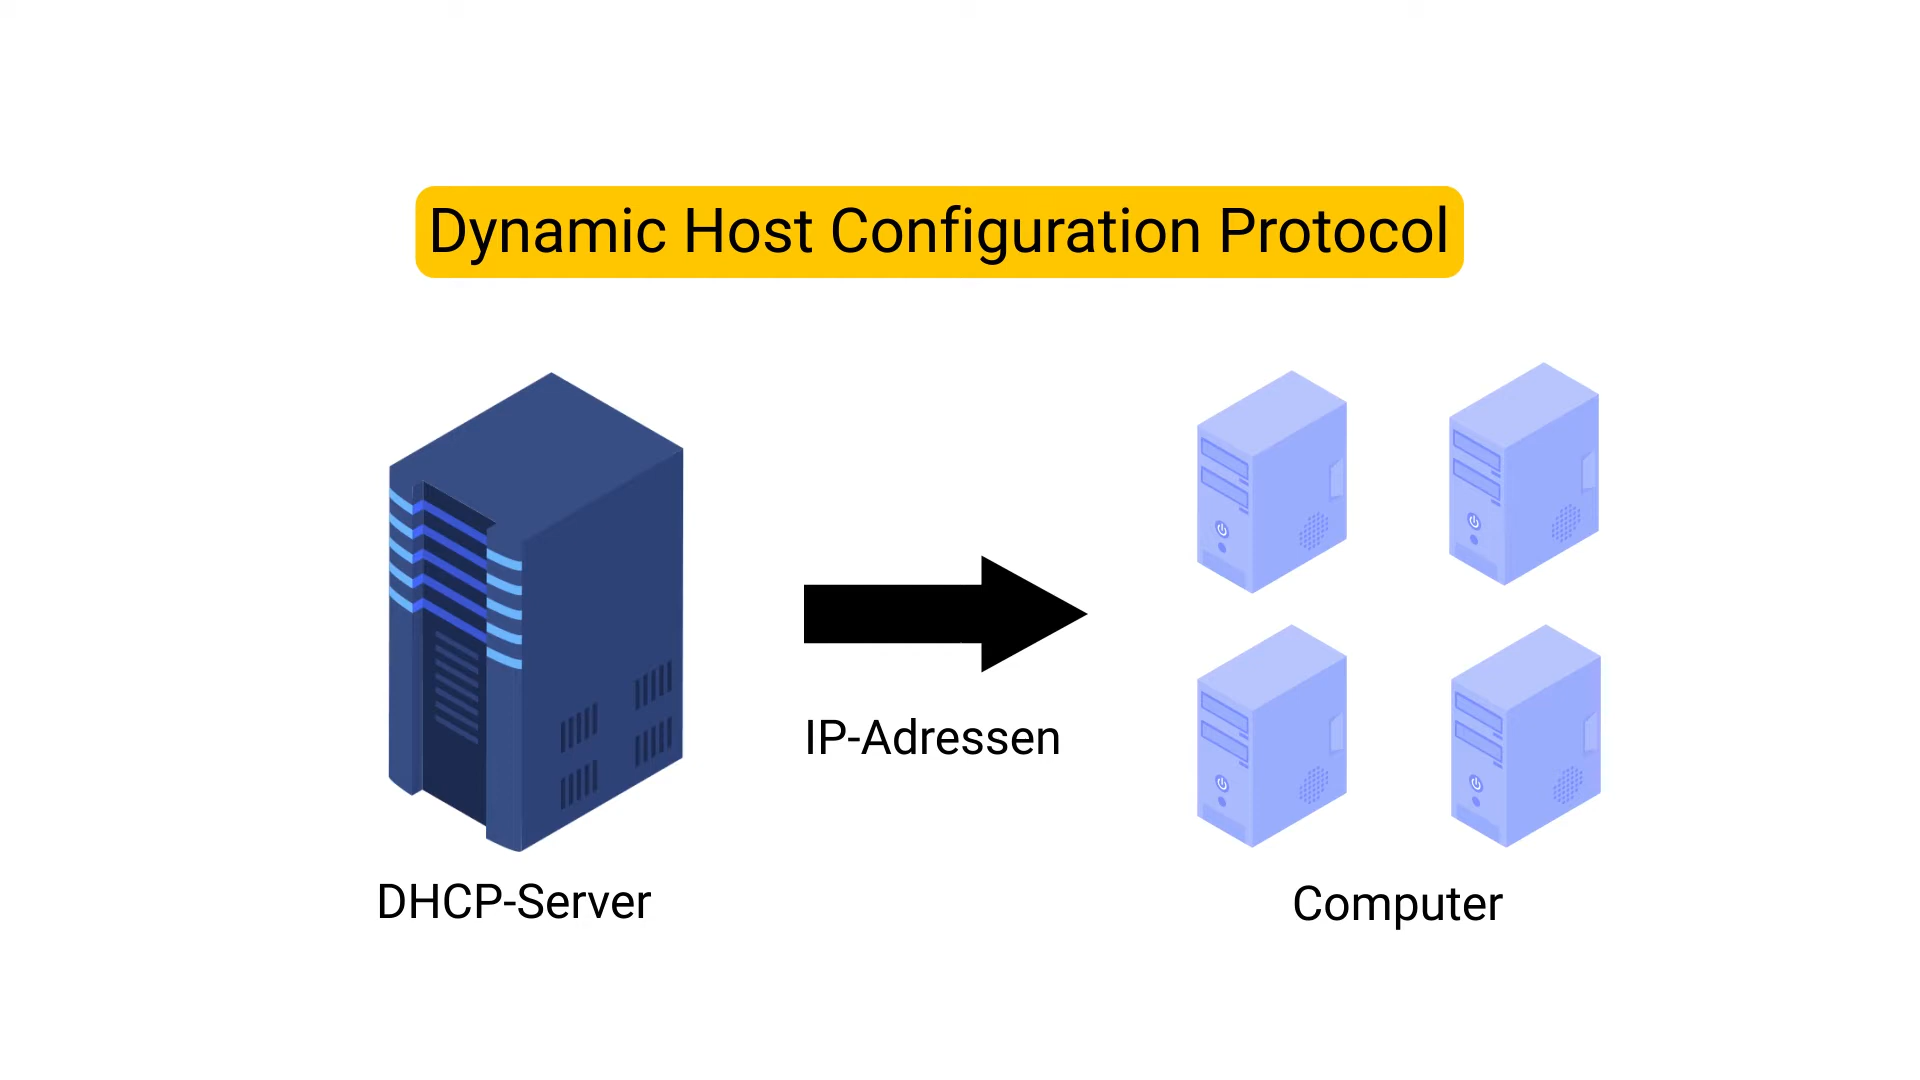 Dynamic Host Configuration Protocol
IP-Adressen
DHCP-Server
Computer